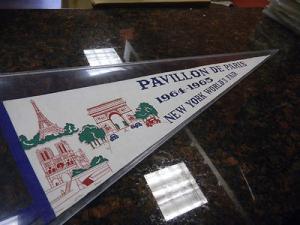 PAVILLON DE PARIS
1964-1965
NEW YORK WORLD'S FAIR